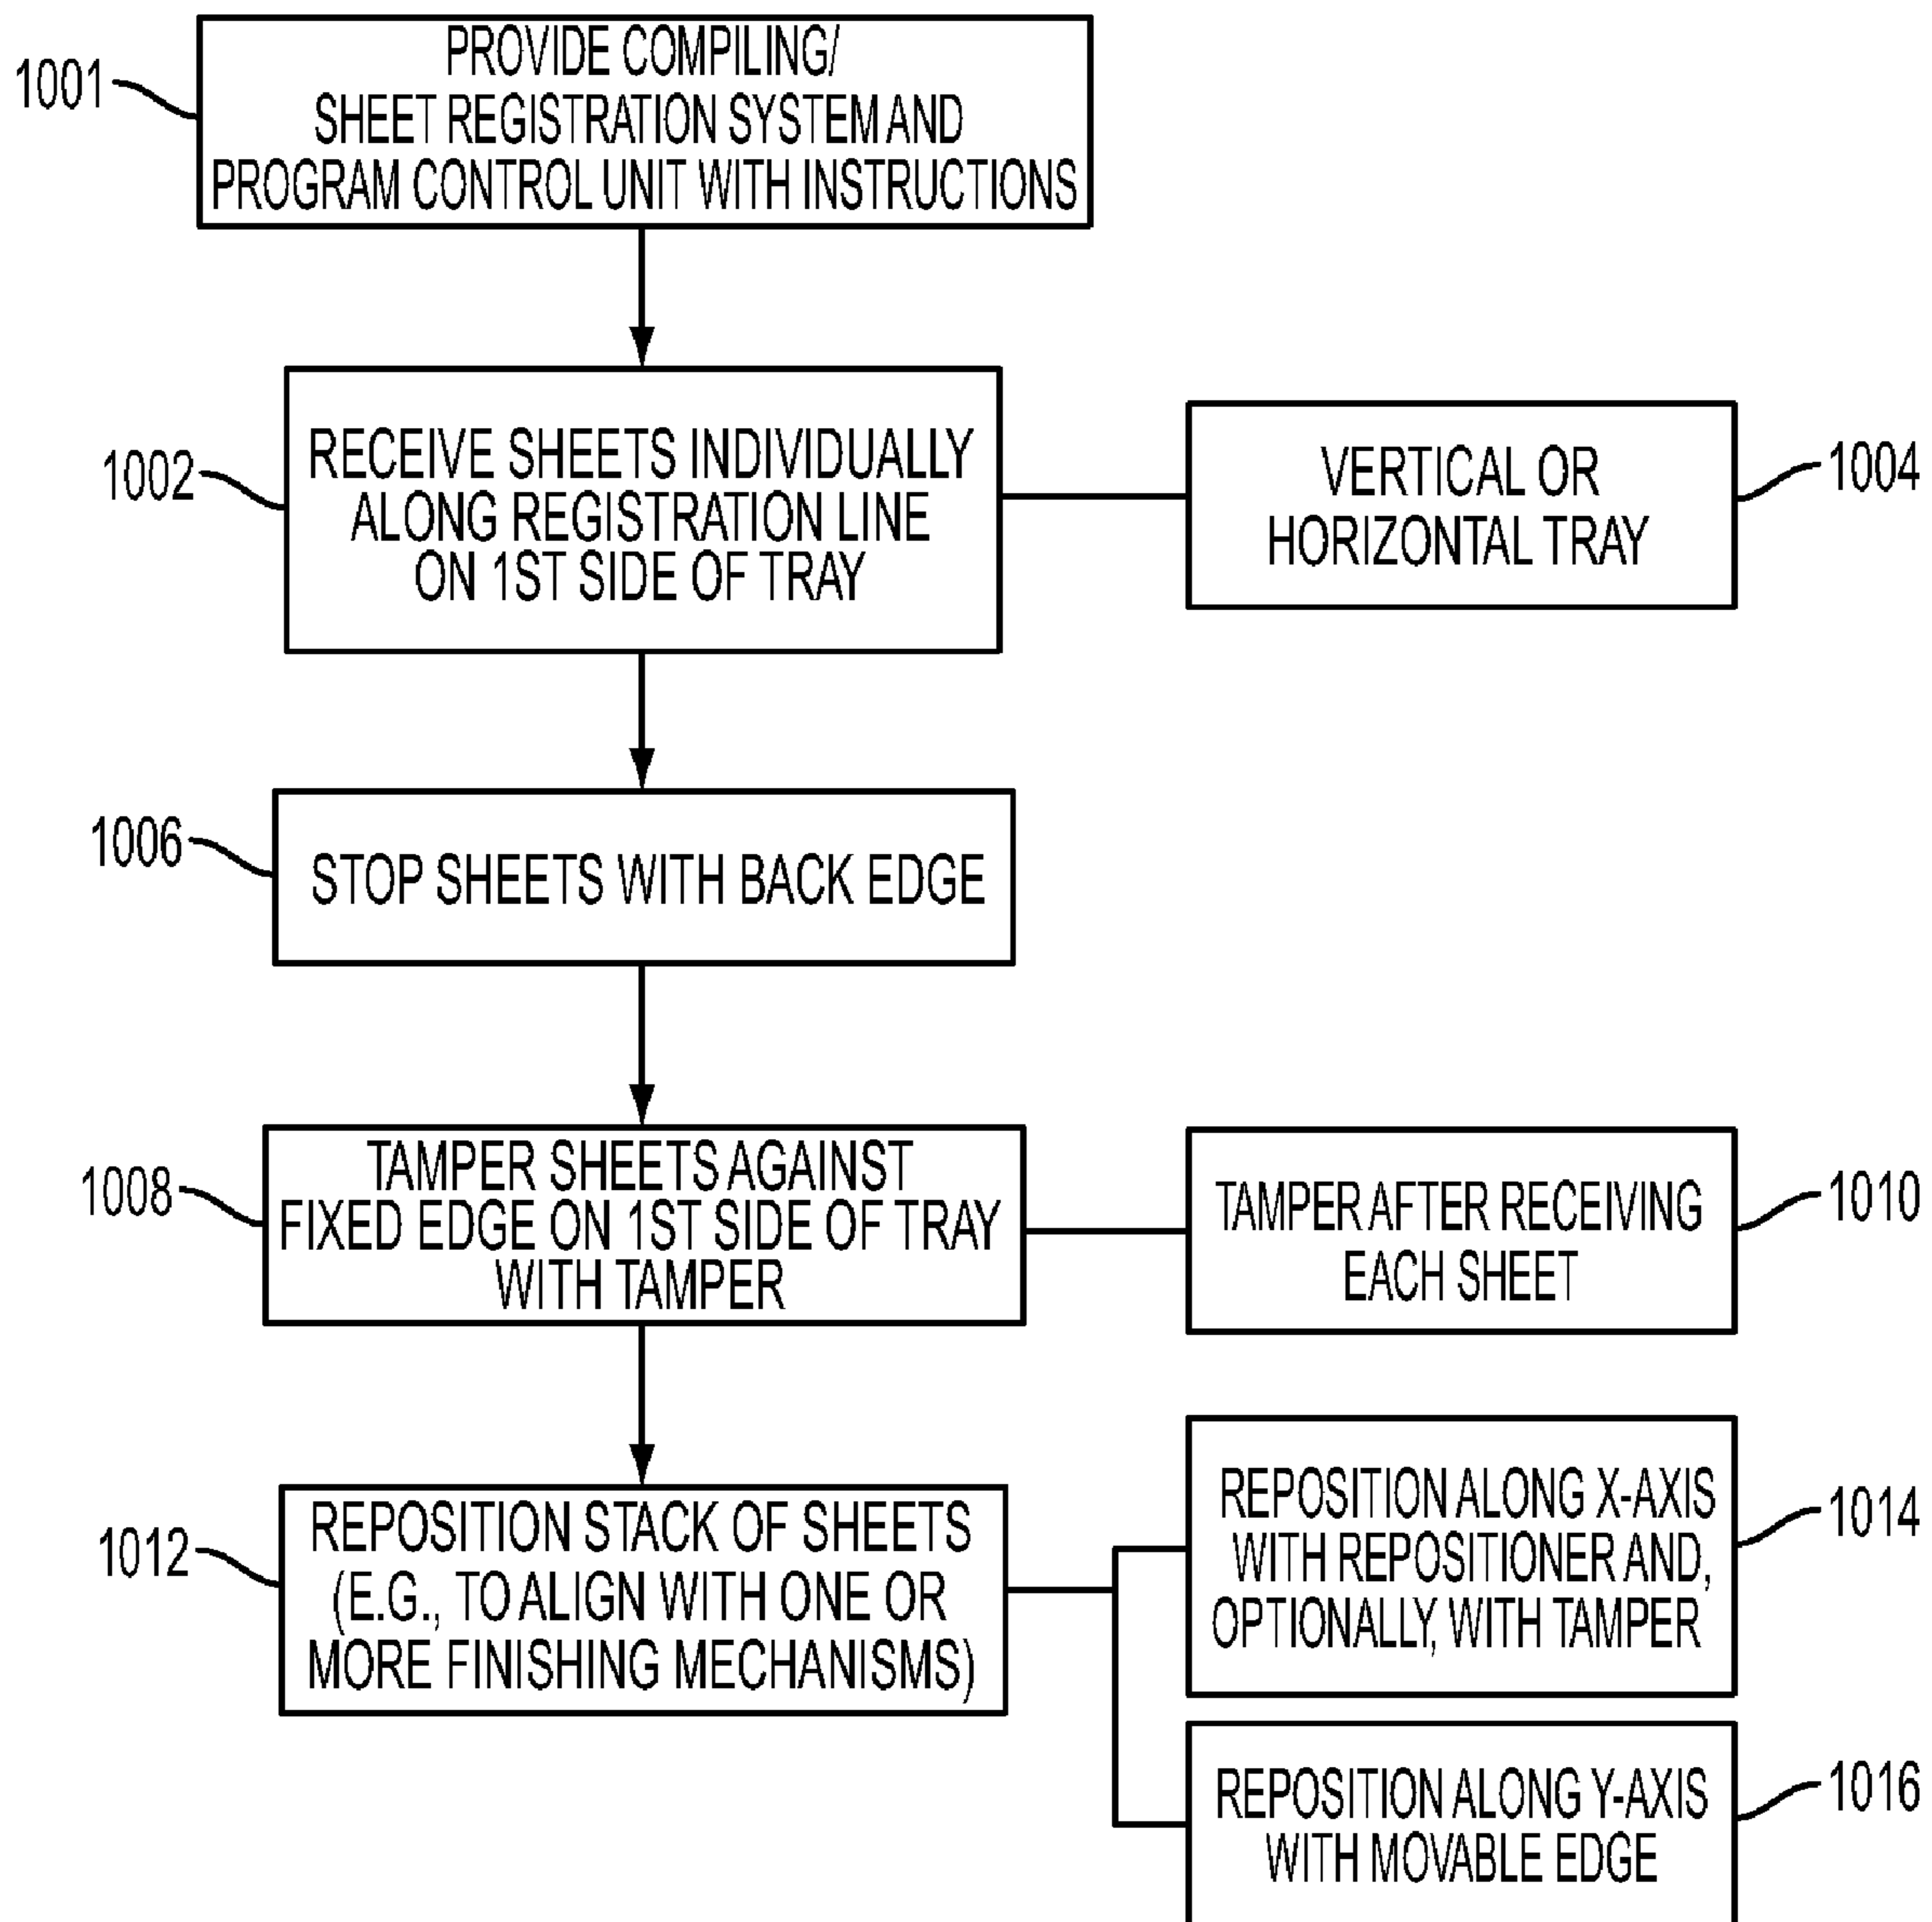 1001
PROVIDE COMPILING/
SHEET REGISTRATION SYSTEM AND
PROGRAM CONTROL UNIT WITH INSTRUCTIONS
1002
RECEIVE SHEETS INDIVIDUALLY
ALONG REGISTRATION LINE
ON 1ST SIDE OF TRAY
VERTICAL OR
HORIZONTAL TRAY
1004
1006
STOP SHEETS WITH BACK EDGE
1008
TAMPER SHEETS AGAINST
FIXED EDGE ON 1ST SIDE OF TRAY
WITH TAMPER
TAMPER AFTER RECEIVING
EACH SHEET
1010
1012
REPOSITION STACK OF SHEETS
(E.G., TO ALIGN WITH ONE OR
MORE FINISHING MECHANISMS)
REPOSITION ALONG X-AXIS
WITH REPOSITIONER AND,
OPTIONALLY, WITH TAMPER
1014
REPOSITION ALONG Y-AXIS
WITH MOVABLE EDGE
1016